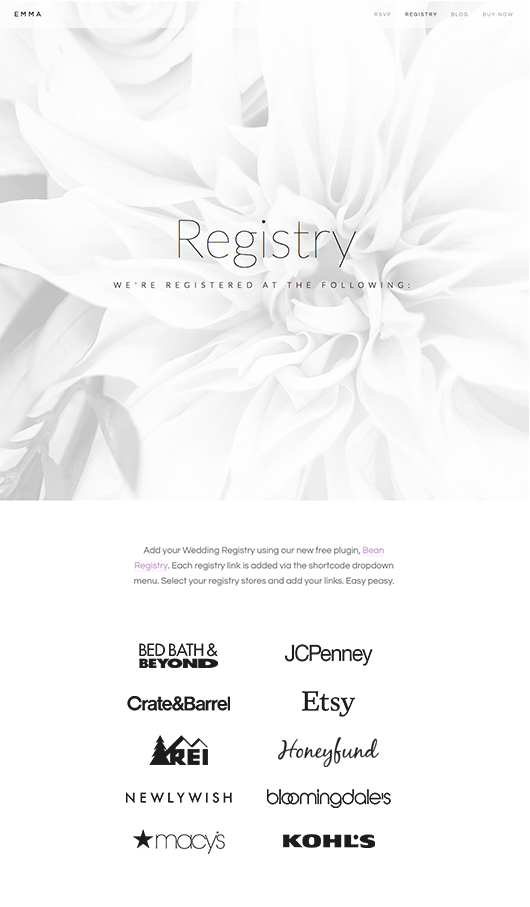 EMMA
RSVP REGISTRY BLOG BUY NOW
Registry
WE'RE REGISTERED AT THE FOLLOWING:
Add your Wedding Registry using our new free plugin, Bean
Registry. Each registry link is added via the shortcode dropdown
menu. Select your registry stores and add your links. Easy peasy.
BED BATH &
BEYOND
JCPenney
Crate&Barrel
Etsy
REI
Honeyfund
NEWLYWISH
bloomingdale's
macy's
KOHL'S